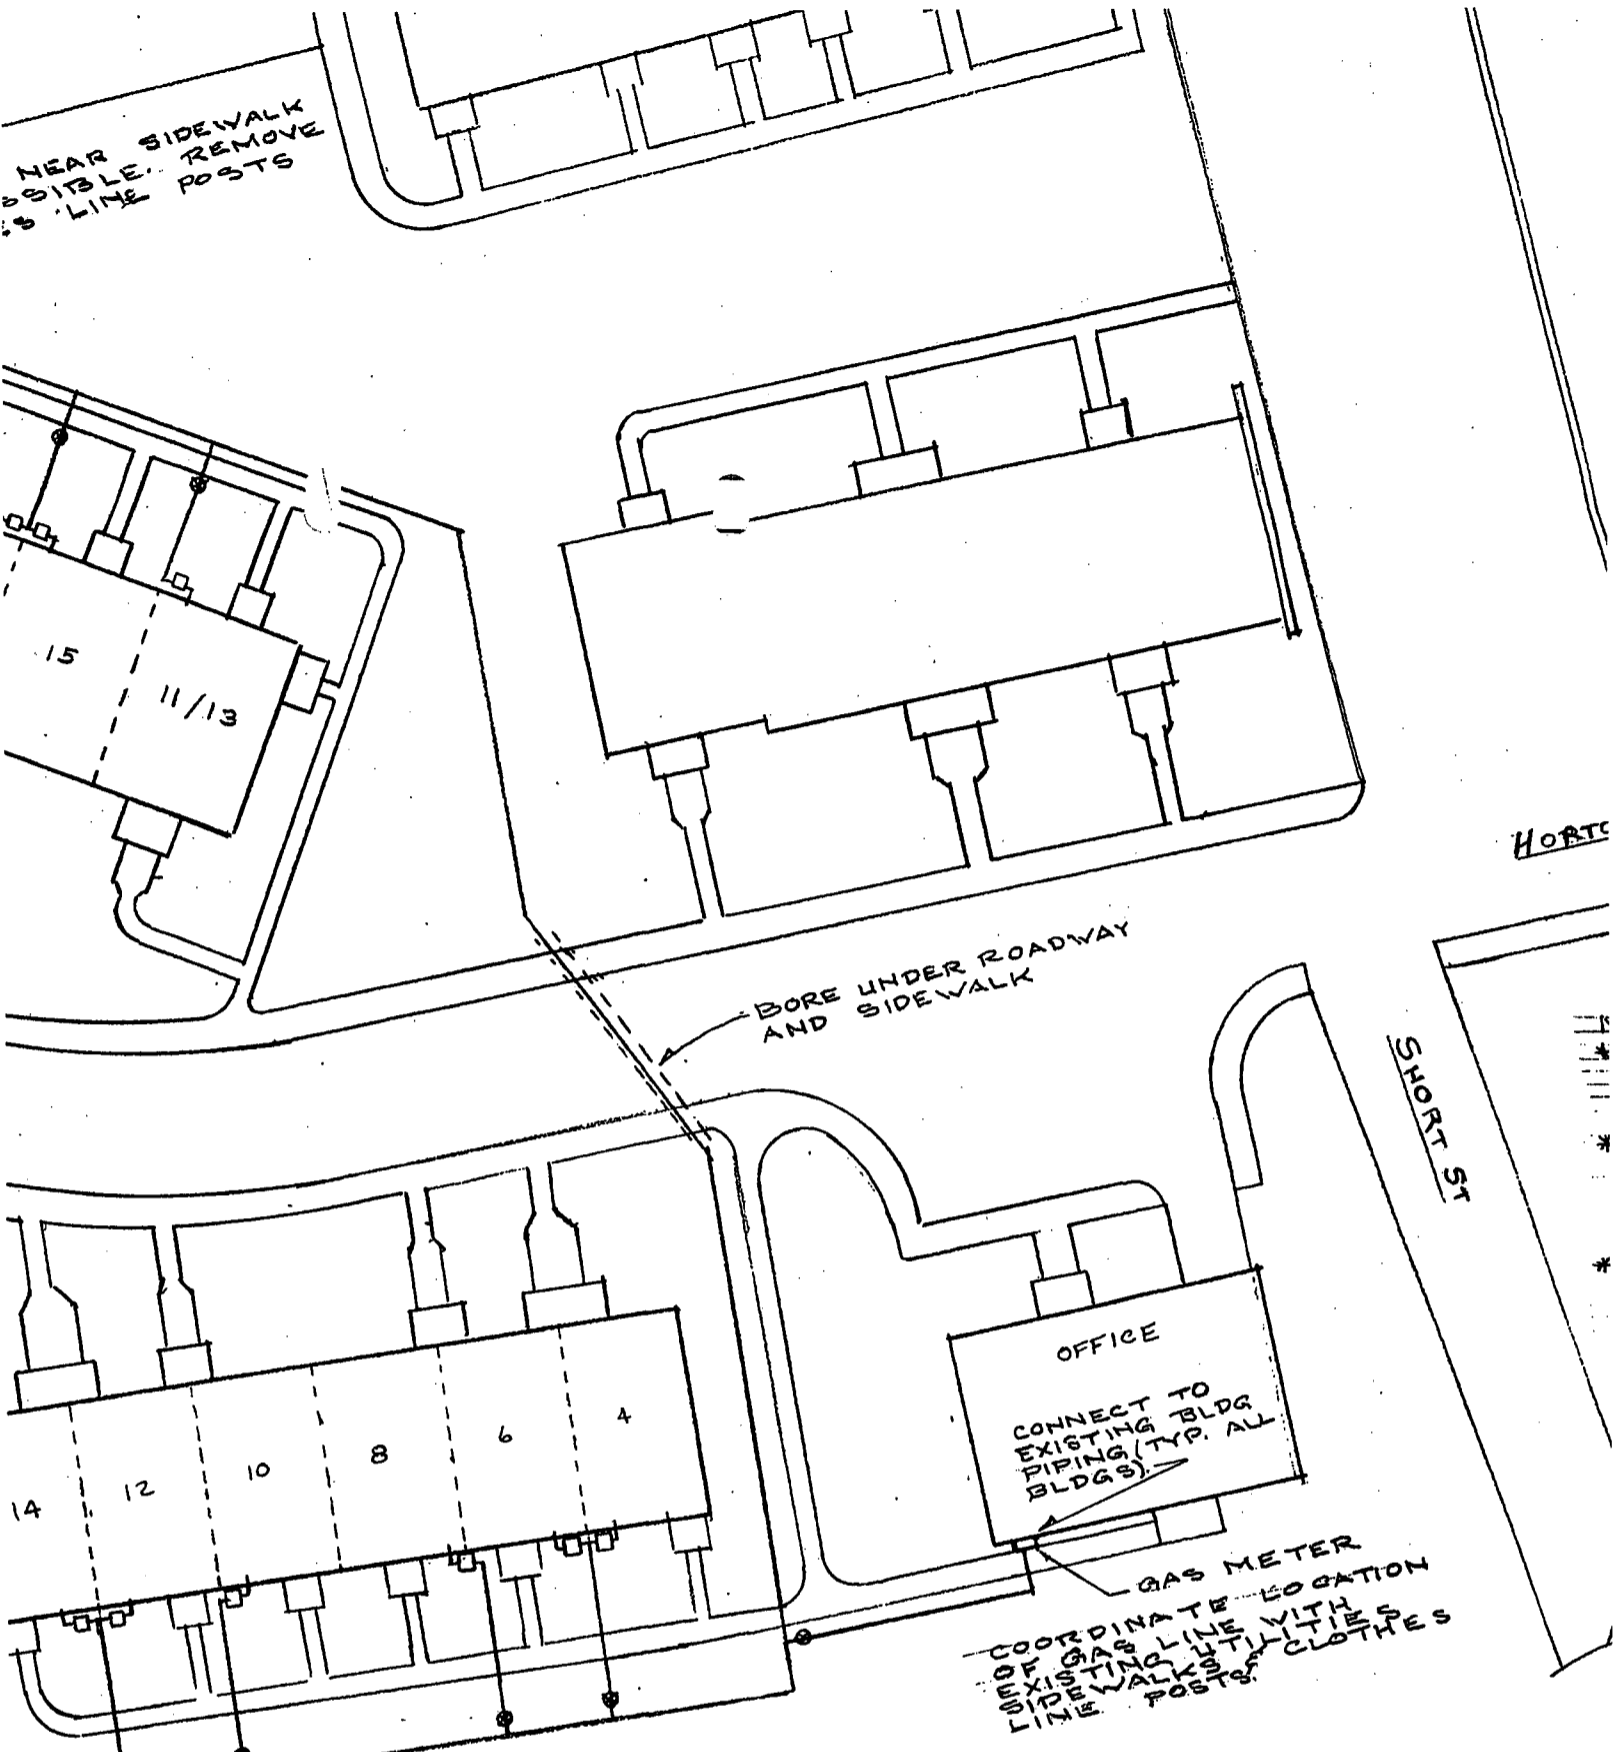 NEAR SIDEWALK
SSIBLE. REMOVE
ES LINE POSTS
15
11/13
HORTO
BORE UNDER ROADWAY
AND SIDEWALK
SHORT ST
OFFICE
CONNECT TO
EXISTING BLDG
PIPING (TYP. ALL
BLDGS).
14
12
10
8
6
4
GAS METER
COORDINATE LOCATION
OF GAS LINE WITH
EXISTING UTILITIES
SIDEWALKS & CLOTHES
LINE POSTS.